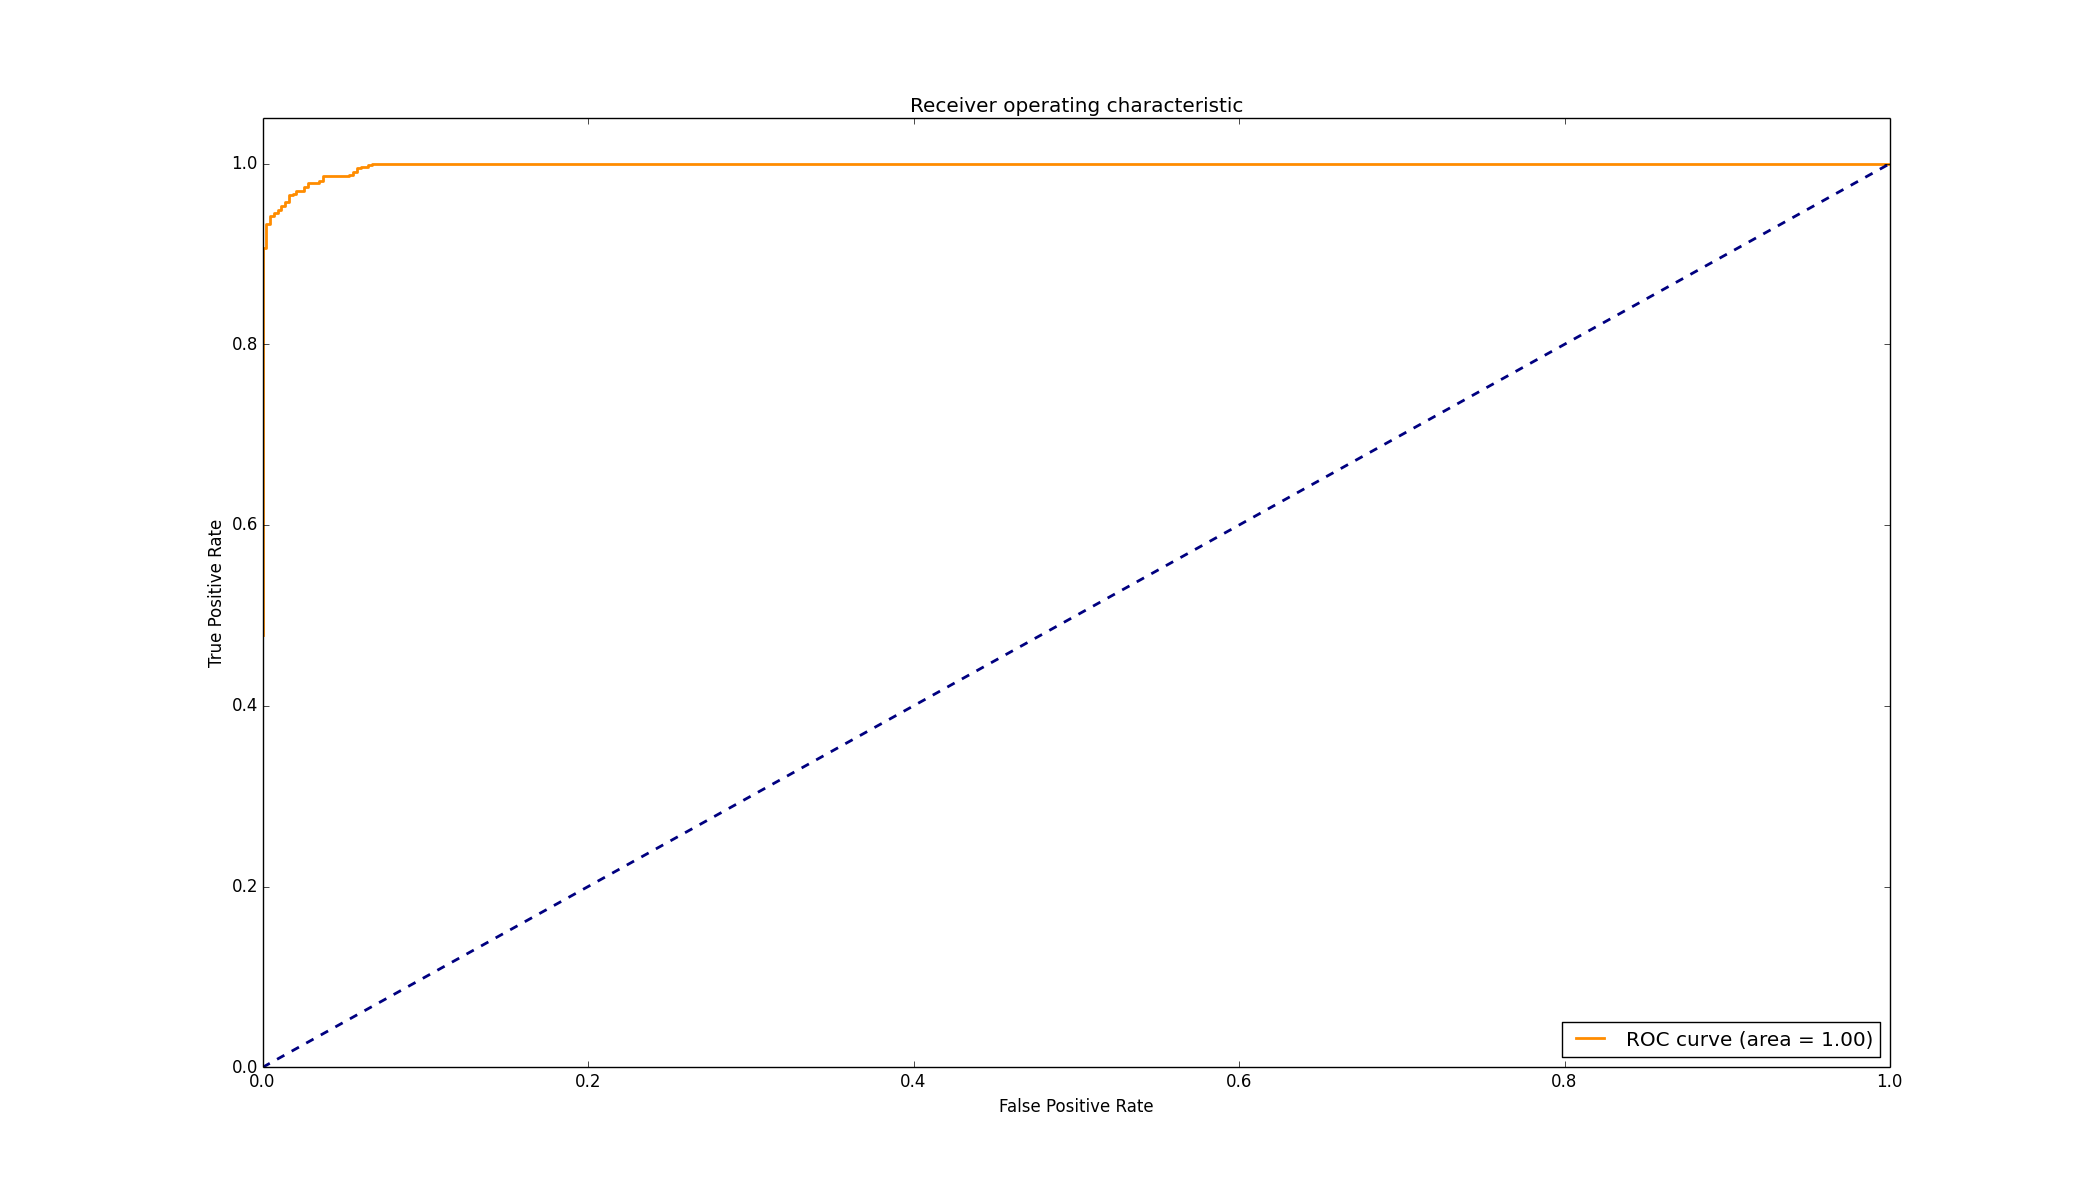 Receiver operating characteristic
1.0
0.8
0.6
0.4
0.2
0.0
True Positive Rate
0.0 0.2 0.4 0.6 0.8 1.0
False Positive Rate
ROC curve (area = 1.00)